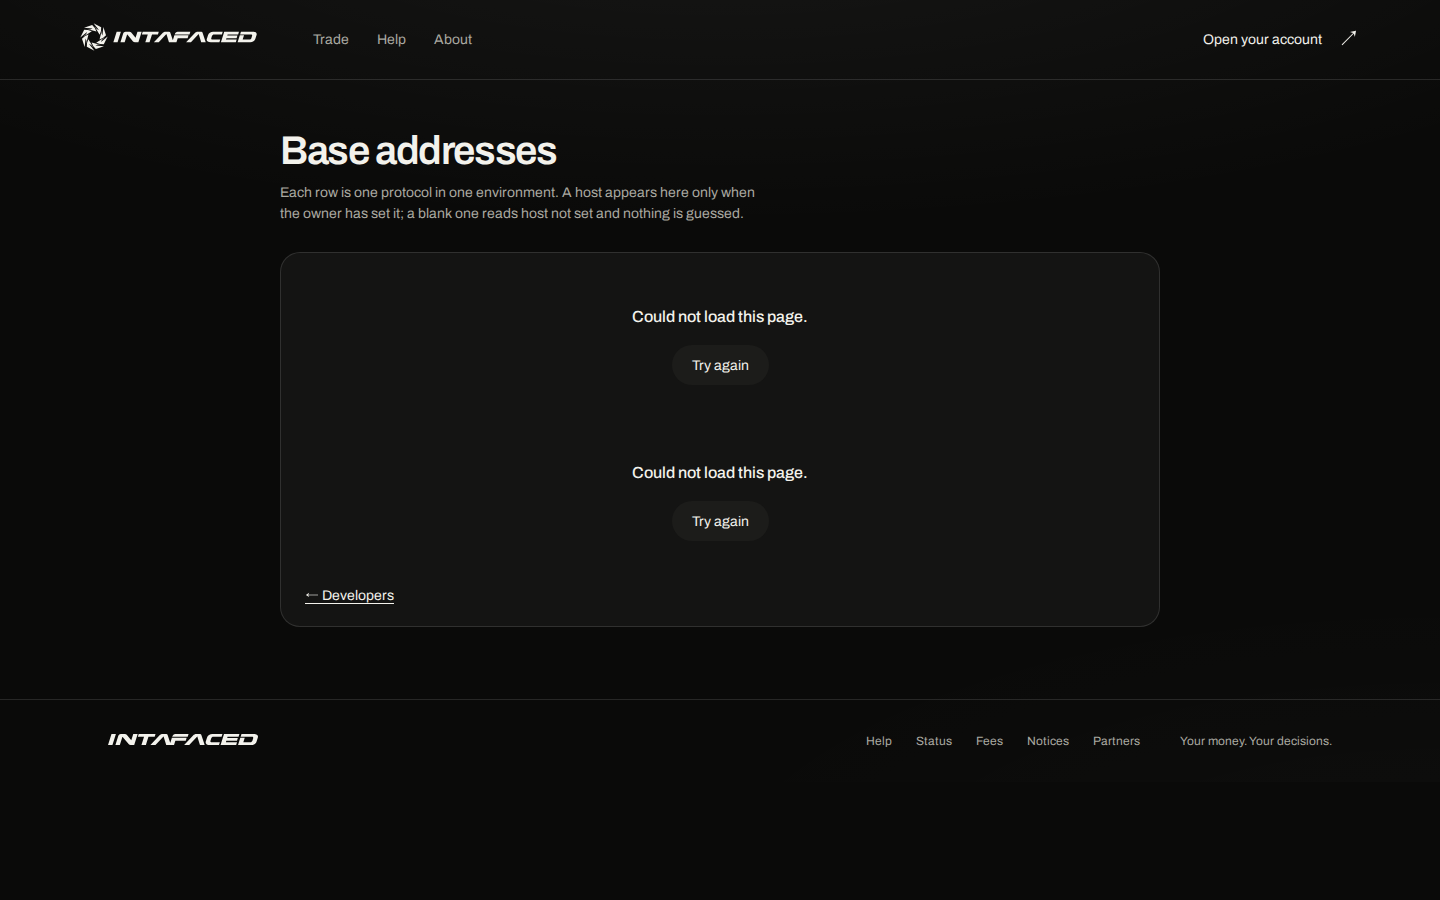 INTAFACED
Trade
Help
About
Open your account
Base addresses
Each row is one protocol in one environment. A host appears here only when
the owner has set it; a blank one reads host not set and nothing is guessed.
Could not load this page.
Try again
Could not load this page.
Try again
← Developers
INTAFACED
Help
Status
Fees
Notices
Partners
Your money. Your decisions.